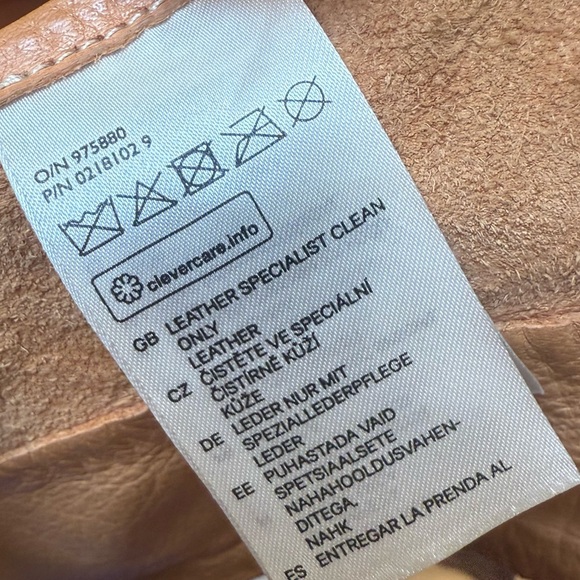 O/N 975880
P/N 0218102 9
clevercare.info
GB LEATHER SPECIALIST CLEAN
ONLY
LEATHER
CZ ČISTĚTE VE SPECIÁLNÍ
ČISTÍRNĚ KŮŽÍ
KŮŽE
DE LEDER NUR MIT
SPEZIALLEDERPFLEGE
LEDER
EE PUHASTADA VAID
SPETSIAALSETE
NAHAHOOLDUSVAHEN-
DITEGA.
NAHK
ES ENTREGAR LA PRENDA AL